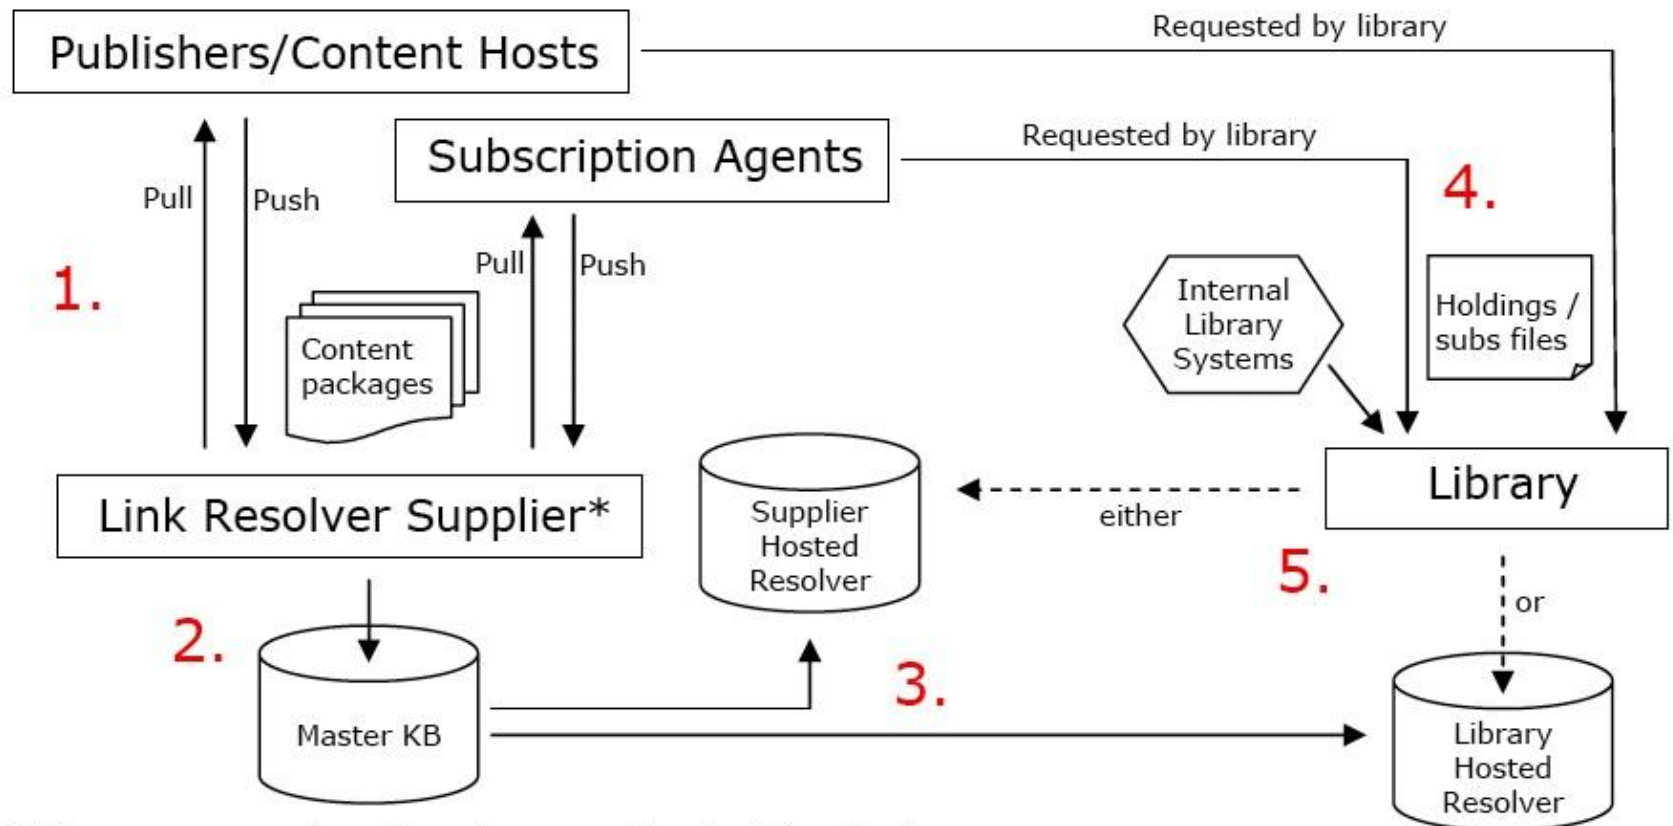 Publishers/Content Hosts
Requested by library
Subscription Agents
Requested by library
Pull
Push
Pull
Push
1.
4.
Content
packages
Internal
Library
Systems
Holdings /
subs files
Link Resolver Supplier*
Supplier
Hosted
Resolver
either
Library
5.
or
2.
3.
Master KB
Library
Hosted
Resolver